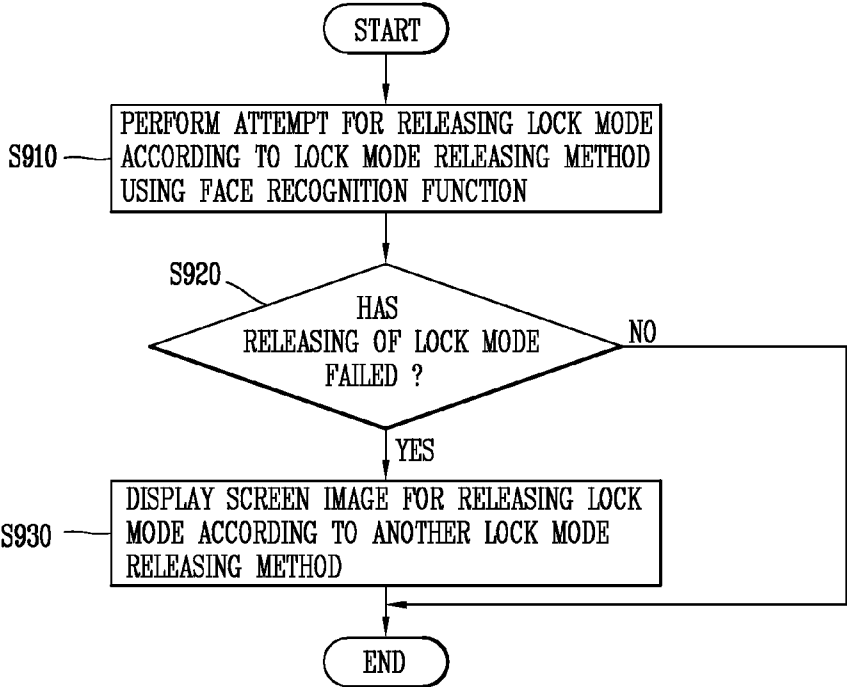 START
S910
PERFORM ATTEMPT FOR RELEASING LOCK MODE
ACCORDING TO LOCK MODE RELEASING METHOD
USING FACE RECOGNITION FUNCTION
S920
HAS
RELEASING OF LOCK MODE
FAILED ?
NO
YES
S930
DISPLAY SCREEN IMAGE FOR RELEASING LOCK
MODE ACCORDING TO ANOTHER LOCK MODE
RELEASING METHOD
END